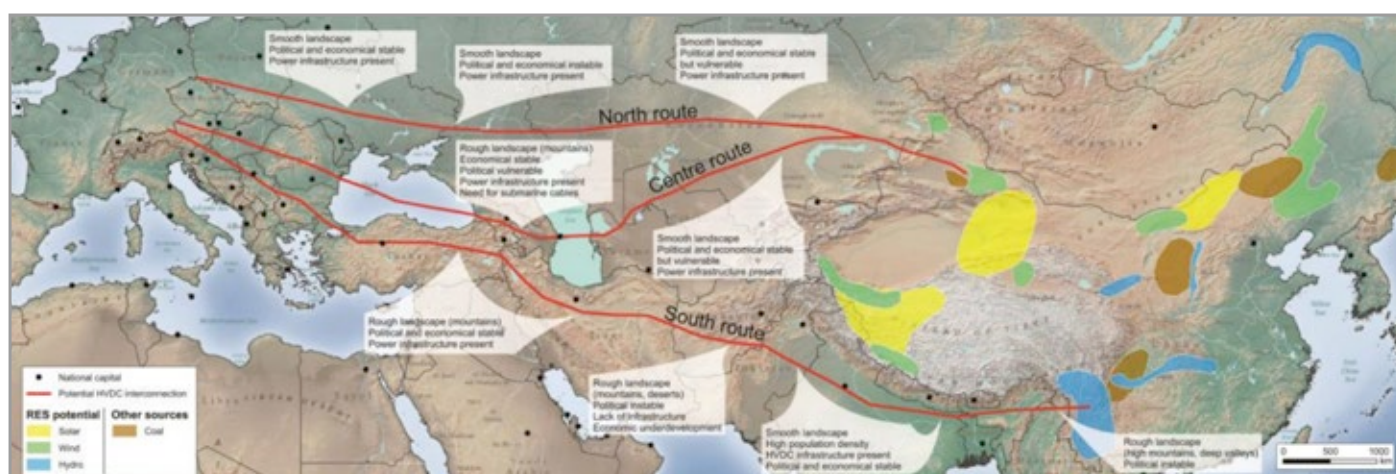 Smooth landscape
Political and economical stable
Power infrastructure present
Smooth landscape
Political and economical instable
Power infrastructure present
Smooth landscape
Political and economical stable
but vulnerable
Power infrastructure present
North route
Rough landscape (mountains)
Economical stable
Political vulnerable
Power infrastructure present
Need for submarine cables
Centre route
Smooth landscape
Political and economical stable
but vulnerable
Power infrastructure present
South route
Rough landscape (mountains)
Political and economical stable
Power infrastructure present
Rough landscape
(mountains, deserts)
Political instable
Lack of infrastructure
Economic underdevelopment
Smooth landscape
High population density
HVDC infrastructure present
Political and economical stable
Rough landscape
(high mountains, deep valleys)
Political instable
National capital
Potential HVDC interconnection
RES potential
Other sources
Solar
Coal
Wind
Hydro
0 500 1000
km